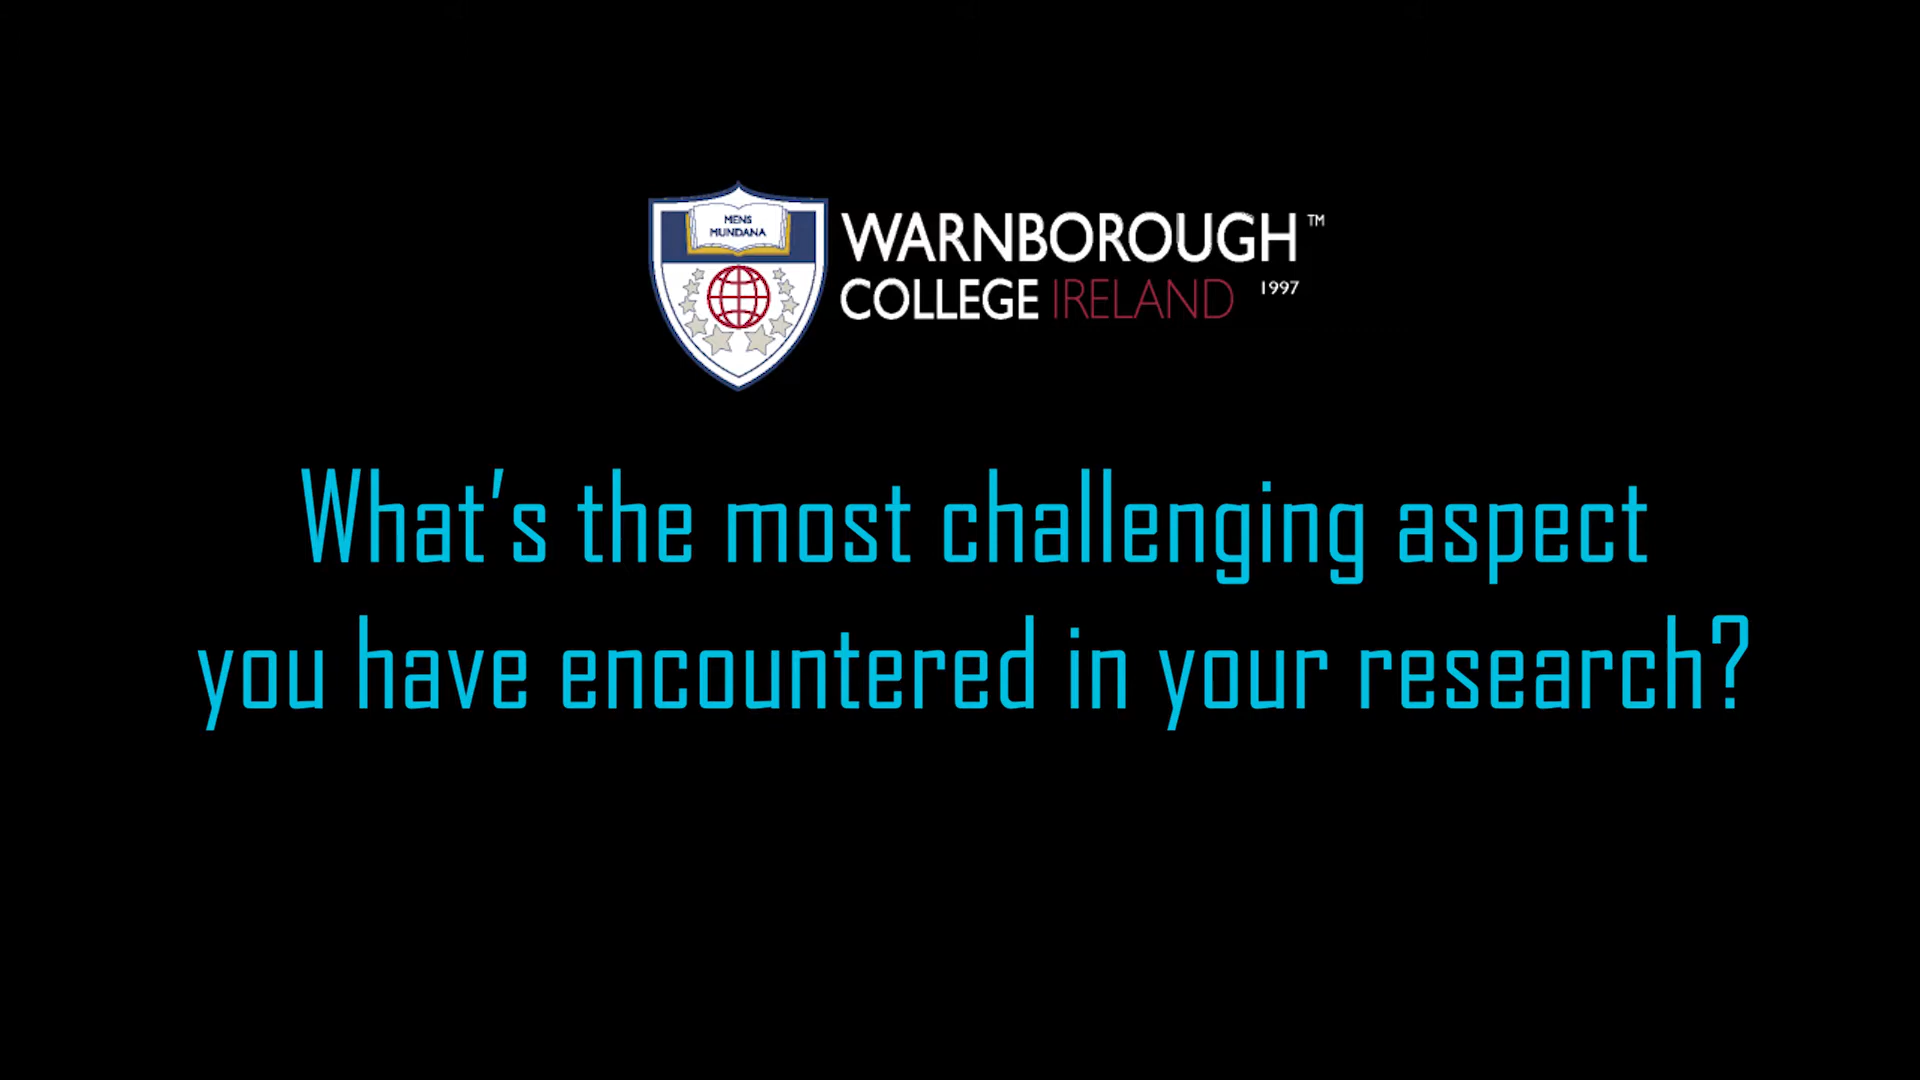 MENS
MUNDANA
WARNBOROUGH™
COLLEGE IRELAND 1997
What's the most challenging aspect
you have encountered in your research?